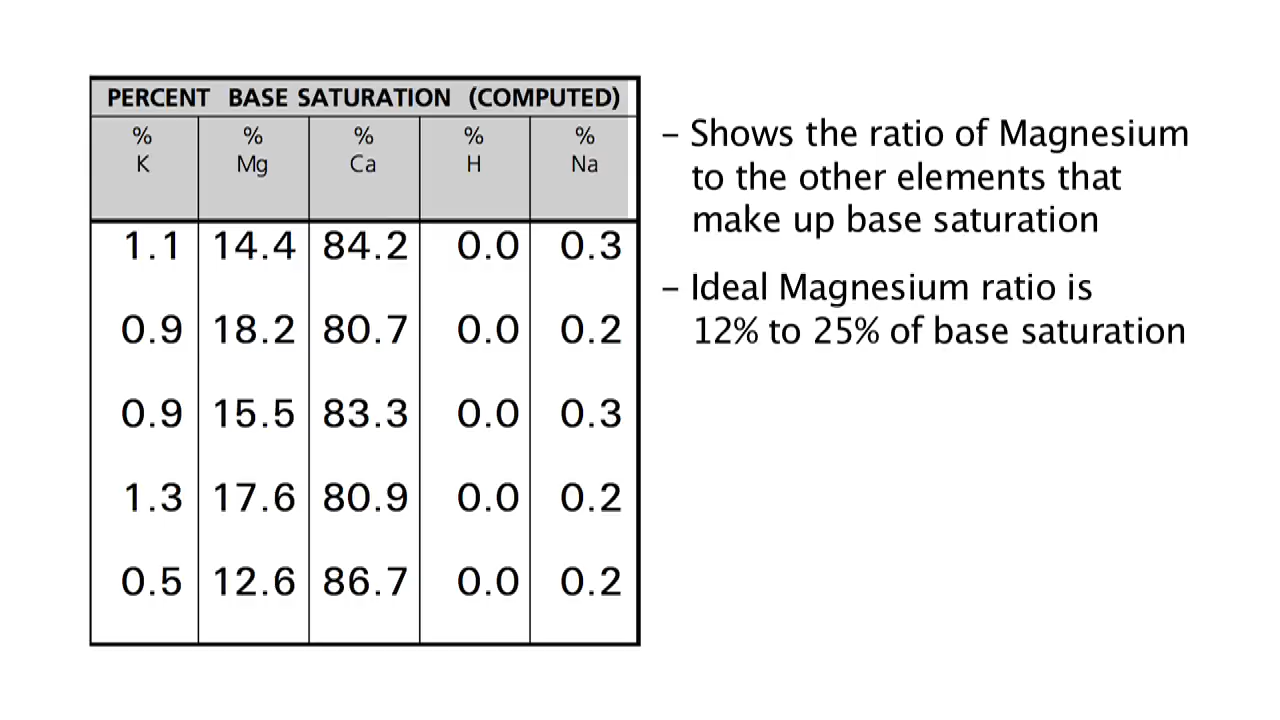 PERCENT BASE SATURATION (COMPUTED)
% % % % %
K Mg Ca H Na
1.1 14.4 84.2 0.0 0.3
0.9 18.2 80.7 0.0 0.2
0.9 15.5 83.3 0.0 0.3
1.3 17.6 80.9 0.0 0.2
0.5 12.6 86.7 0.0 0.2
– Shows the ratio of Magnesium
to the other elements that
make up base saturation
– Ideal Magnesium ratio is
12% to 25% of base saturation